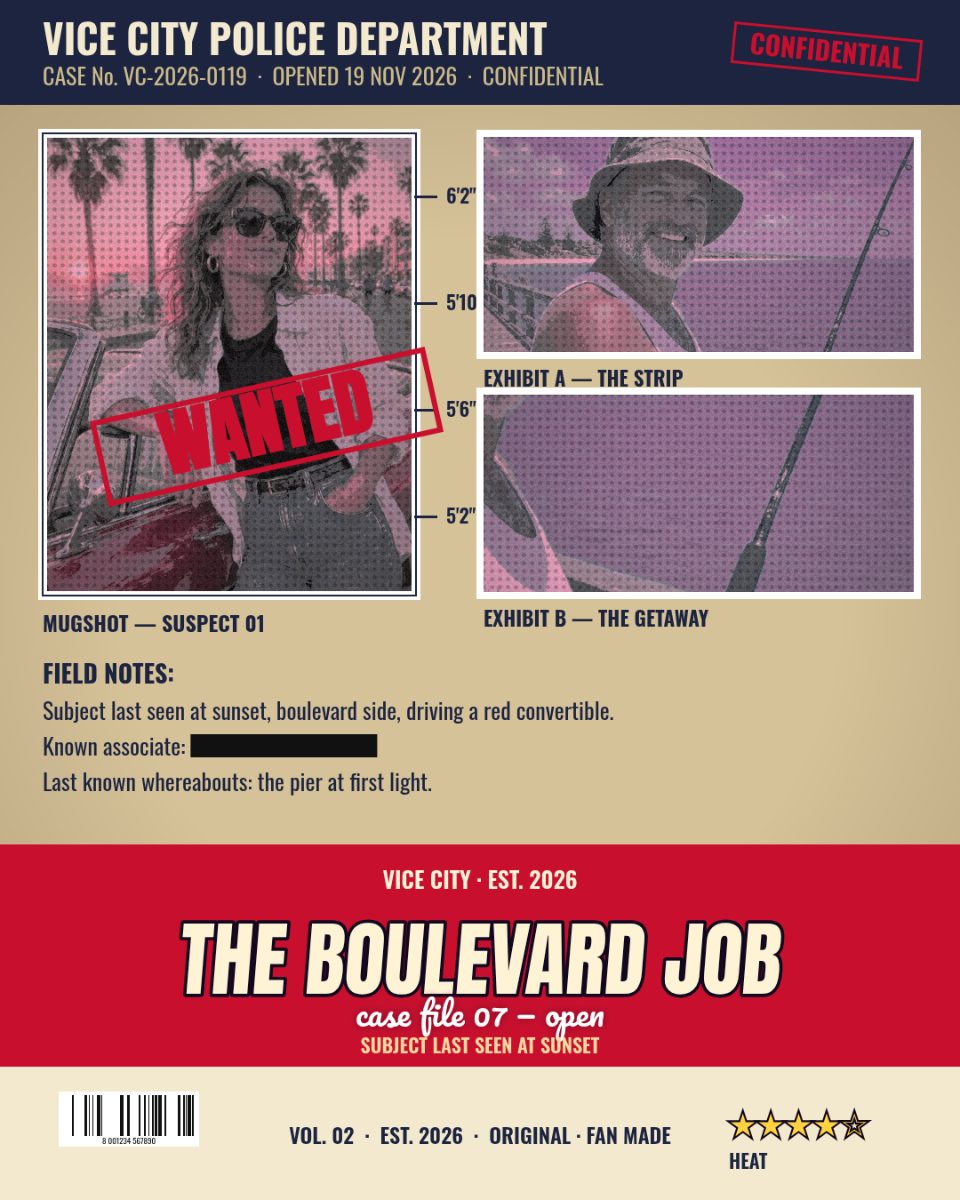 VICE CITY POLICE DEPARTMENT
CASE No. VC-2026-0119 · OPENED 19 NOV 2026 · CONFIDENTIAL
CONFIDENTIAL
6'2"
5'10
5'6"
5'2"
WANTED
MUGSHOT — SUSPECT 01
EXHIBIT A — THE STRIP
EXHIBIT B — THE GETAWAY
FIELD NOTES:
Subject last seen at sunset, boulevard side, driving a red convertible.
Known associate:
Last known whereabouts: the pier at first light.
VICE CITY · EST. 2026
THE BOULEVARD JOB
case file 07 – open
SUBJECT LAST SEEN AT SUNSET
8 001234 567890
VOL. 02 · EST. 2026 · ORIGINAL · FAN MADE
HEAT